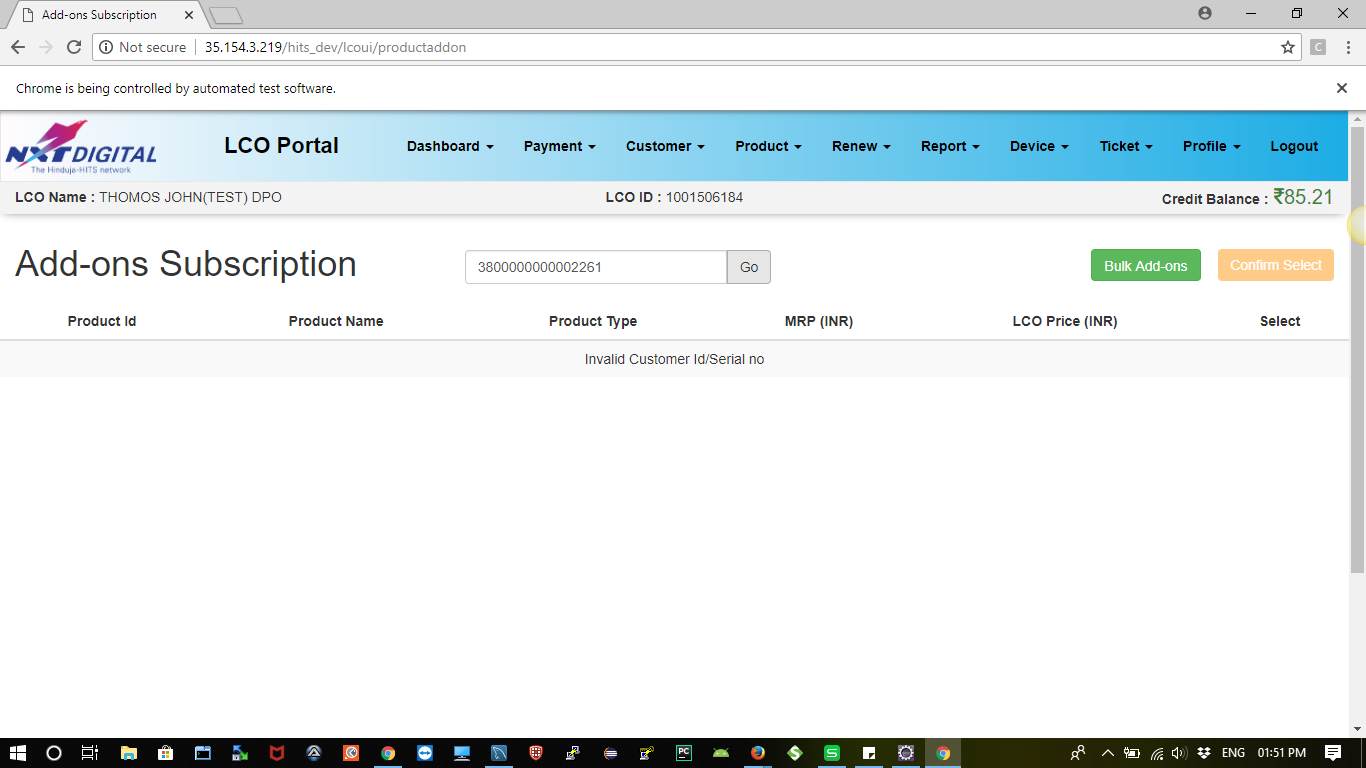 Add-ons Subscription
Not secure 35.154.3.219/hits_dev/lcoui/productaddon C
Chrome is being controlled by automated test software.
NXTDIGITAL
The Hinduja-HITS network
LCO Portal Dashboard Payment Customer Product Renew Report Device Ticket Profile Logout
LCO Name : THOMOS JOHN(TEST) DPO LCO ID : 1001506184 Credit Balance : ₹85.21
Add-ons Subscription 3800000000002261 Go Bulk Add-ons Confirm Select
Product Id Product Name Product Type MRP (INR) LCO Price (INR) Select
Invalid Customer Id/Serial no
PC S ENG 01:51 PM